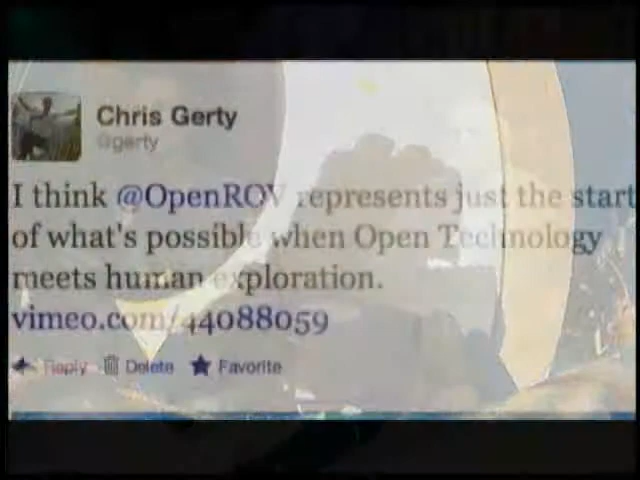 Chris Gerty
@gerty
I think @OpenROV represents just the start
of what's possible when Open Technology
meets human exploration.
vimeo.com/44088059
Reply Delete Favorite